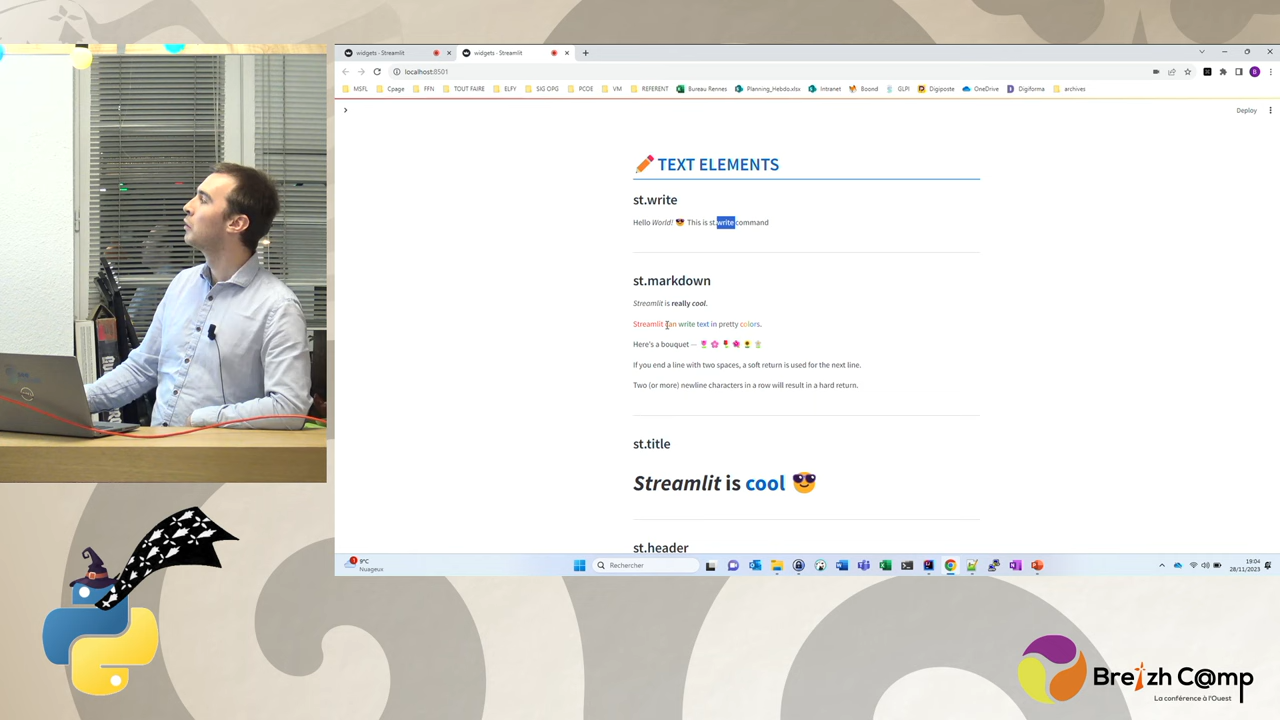 widgets · Streamlit
widgets · Streamlit
localhost:8501
MSFL Cpage FFN TOUT FAIRE ELFY SIG OPG PCOE VM REFERENT Bureau Rennes Planning_Hebdo.xlsx Intranet Boond GLPI Digiposte OneDrive Digiforma archives
Deploy
TEXT ELEMENTS
st.write
Hello World! 😎 This is st.write command
st.markdown
Streamlit is really cool.
Streamlit can write text in pretty colors.
Here's a bouquet — 🌷🌸🌹🌺🌻💐
If you end a line with two spaces, a soft return is used for the next line.
Two (or more) newline characters in a row will result in a hard return.
st.title
Streamlit is cool 😎
st.header
9°C
Nuageux
Rechercher
19:04
28/11/2023
Breizh C@mp
La conférence à l'Ouest